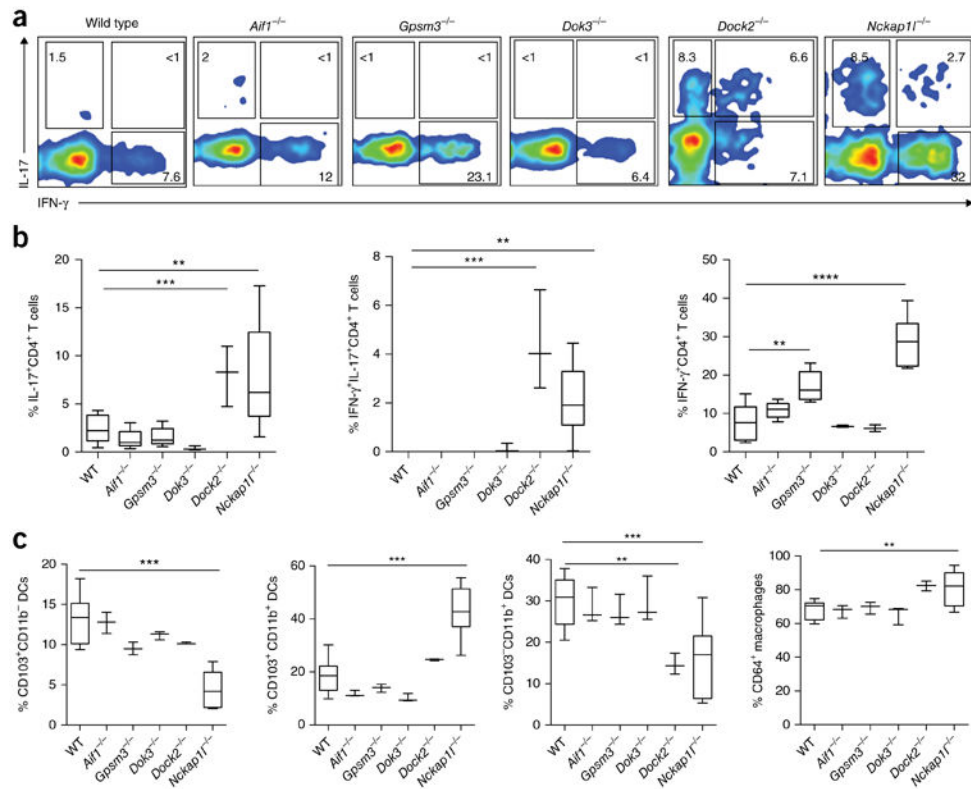 a
Wild type Aif1−/− Gpsm3−/− Dok3−/− Dock2−/− Nckap1l−/−
1.5 <1 2 <1 <1 <1 <1 <1 8.3 6.6 8.5 2.7
7.6 12 23.1 6.4 7.1 32
IL-17
IFN-γ
b
% IL-17+CD4+ T cells
20
15
10
5
0
** 
***
WT Aif1−/− Gpsm3−/− Dok3−/− Dock2−/− Nckap1l−/−
% IFN-γ+IL-17+CD4+ T cells
8
6
4
2
0
**
***
WT Aif1−/− Gpsm3−/− Dok3−/− Dock2−/− Nckap1l−/−
% IFN-γ+CD4+ T cells
50
40
30
20
10
0
****
**
WT Aif1−/− Gpsm3−/− Dok3−/− Dock2−/− Nckap1l−/−
c
% CD103+CD11b− DCs
20
15
10
5
0
***
WT Aif1−/− Gpsm3−/− Dok3−/− Dock2−/− Nckap1l−/−
% CD103+ CD11b+ DCs
60
40
20
0
***
WT Aif1−/− Gpsm3−/− Dok3−/− Dock2−/− Nckap1l−/−
% CD103−CD11b+ DCs
40
30
20
10
0
***
**
WT Aif1−/− Gpsm3−/− Dok3−/− Dock2−/− Nckap1l−/−
% CD64+ macrophages
100
80
60
40
20
0
**
WT Aif1−/− Gpsm3−/− Dok3−/− Dock2−/− Nckap1l−/−